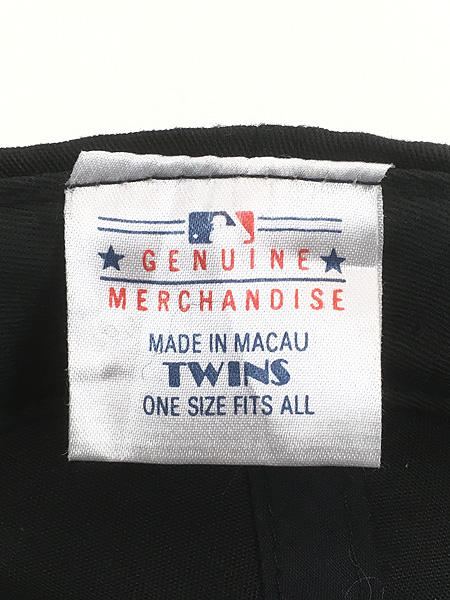 GENUINE
MERCHANDISE
MADE IN MACAU
TWINS
ONE SIZE FITS ALL